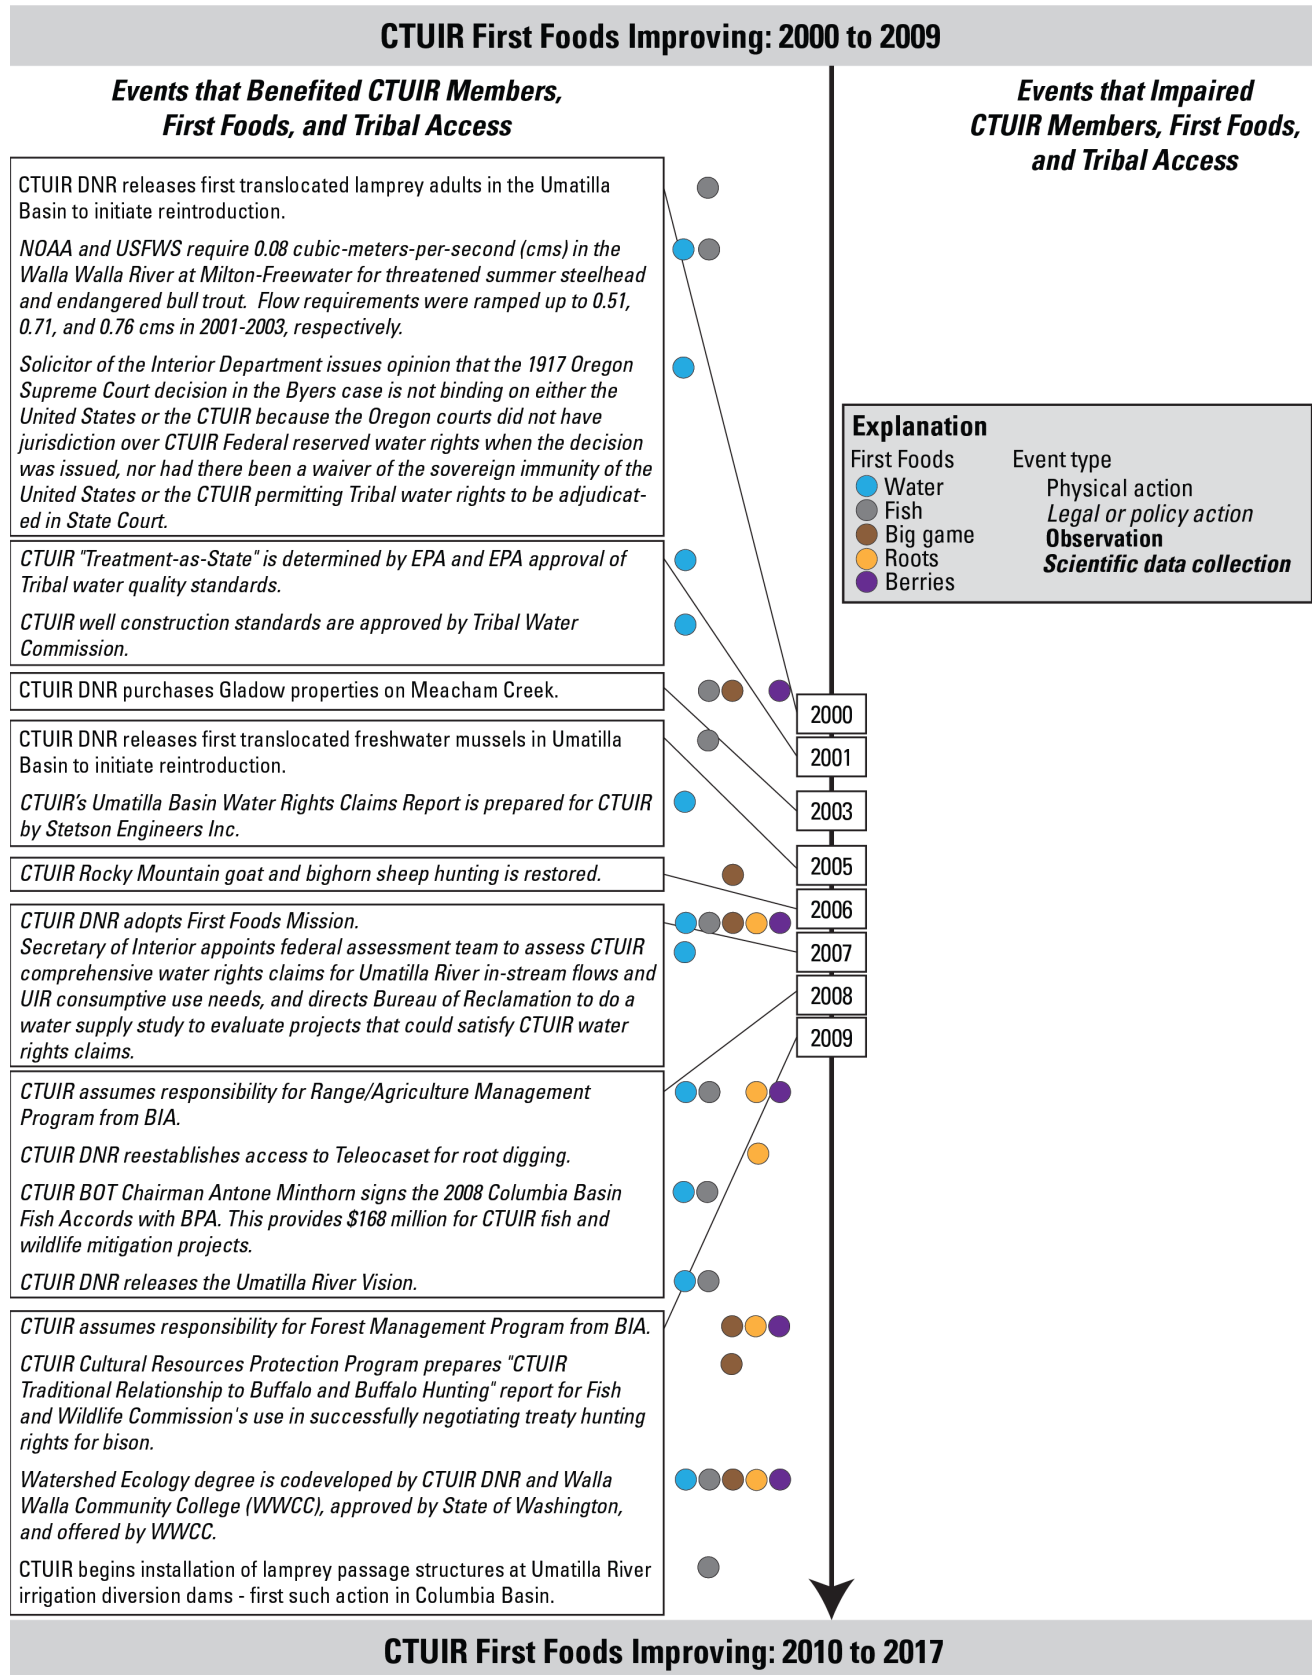 CTUIR First Foods Improving: 2000 to 2009
Events that Benefited CTUIR Members,
First Foods, and Tribal Access
Events that Impaired
CTUIR Members, First Foods,
and Tribal Access
CTUIR DNR releases first translocated lamprey adults in the Umatilla
Basin to initiate reintroduction.
NOAA and USFWS require 0.08 cubic-meters-per-second (cms) in the
Walla Walla River at Milton-Freewater for threatened summer steelhead
and endangered bull trout. Flow requirements were ramped up to 0.51,
0.71, and 0.76 cms in 2001-2003, respectively.
Solicitor of the Interior Department issues opinion that the 1917 Oregon
Supreme Court decision in the Byers case is not binding on either the
United States or the CTUIR because the Oregon courts did not have
jurisdiction over CTUIR Federal reserved water rights when the decision
was issued, nor had there been a waiver of the sovereign immunity of the
United States or the CTUIR permitting Tribal water rights to be adjudicat-
ed in State Court.
CTUIR "Treatment-as-State" is determined by EPA and EPA approval of
Tribal water quality standards.
CTUIR well construction standards are approved by Tribal Water
Commission.
CTUIR DNR purchases Gladow properties on Meacham Creek.
CTUIR DNR releases first translocated freshwater mussels in Umatilla
Basin to initiate reintroduction.
CTUIR's Umatilla Basin Water Rights Claims Report is prepared for CTUIR
by Stetson Engineers Inc.
CTUIR Rocky Mountain goat and bighorn sheep hunting is restored.
CTUIR DNR adopts First Foods Mission.
Secretary of Interior appoints federal assessment team to assess CTUIR
comprehensive water rights claims for Umatilla River in-stream flows and
UIR consumptive use needs, and directs Bureau of Reclamation to do a
water supply study to evaluate projects that could satisfy CTUIR water
rights claims.
CTUIR assumes responsibility for Range/Agriculture Management
Program from BIA.
CTUIR DNR reestablishes access to Teleocaset for root digging.
CTUIR BOT Chairman Antone Minthorn signs the 2008 Columbia Basin
Fish Accords with BPA. This provides $168 million for CTUIR fish and
wildlife mitigation projects.
CTUIR DNR releases the Umatilla River Vision.
CTUIR assumes responsibility for Forest Management Program from BIA.
CTUIR Cultural Resources Protection Program prepares "CTUIR
Traditional Relationship to Buffalo and Buffalo Hunting" report for Fish
and Wildlife Commission's use in successfully negotiating treaty hunting
rights for bison.
Watershed Ecology degree is codeveloped by CTUIR DNR and Walla
Walla Community College (WWCC), approved by State of Washington,
and offered by WWCC.
CTUIR begins installation of lamprey passage structures at Umatilla River
irrigation diversion dams - first such action in Columbia Basin.
Explanation
First Foods
Water
Fish
Big game
Roots
Berries
Event type
Physical action
Legal or policy action
Observation
Scientific data collection
2000
2001
2003
2005
2006
2007
2008
2009
CTUIR First Foods Improving: 2010 to 2017